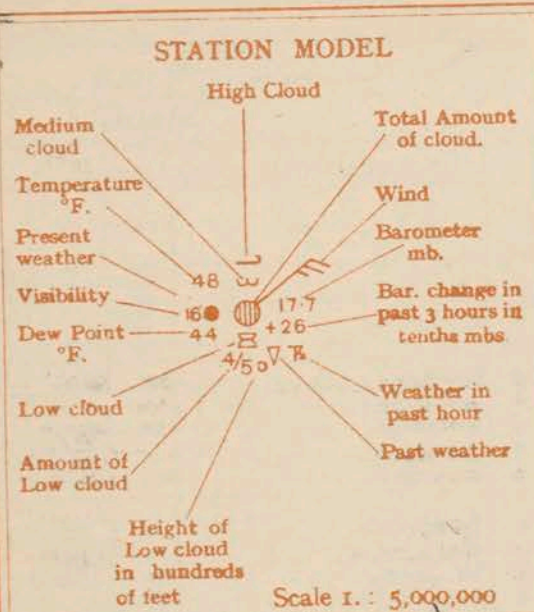 STATION MODEL
High Cloud
Medium
cloud
Total Amount
of cloud.
Temperature
°F.
Wind
Present
weather
Barometer
mb.
48
Visibility
16
17.7
Bar. change in
past 3 hours in
tenths mbs
Dew Point
°F.
44
+26
4/50
Low cloud
Weather in
past hour
Amount of
Low cloud
Past weather
Height of
Low cloud
in hundreds
of feet
Scale 1. : 5,000,000